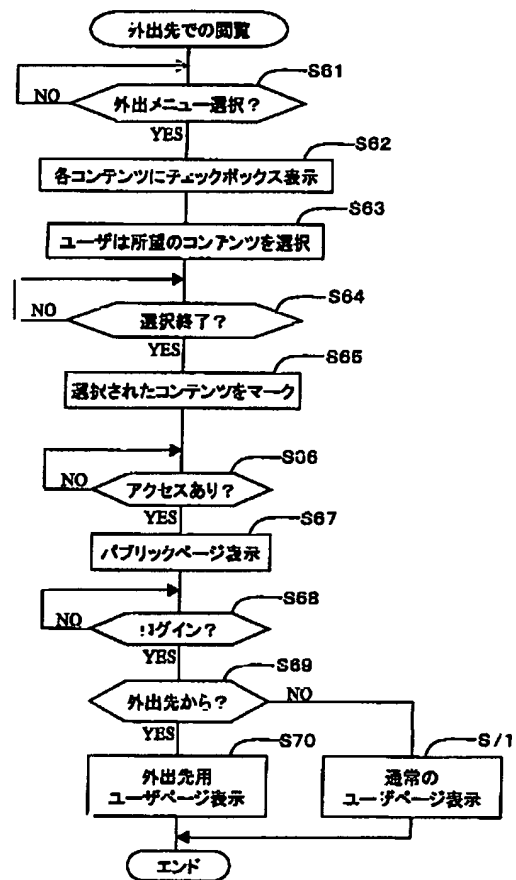 外出先での閲覧
S61
NO
外出メニュー選択？
YES
S62
各コンテンツにチェックボックス表示
S63
ユーザは所望のコンテンツを選択
S64
NO
選択終了？
YES
S65
選択されたコンテンツをマーク
S66
NO
アクセスあり？
YES
S67
パブリックページ表示
S68
NO
ログイン？
YES
S69
外出先から？
NO
YES
S70
S71
外出先用
ユーザページ表示
通常の
ユーザページ表示
エンド